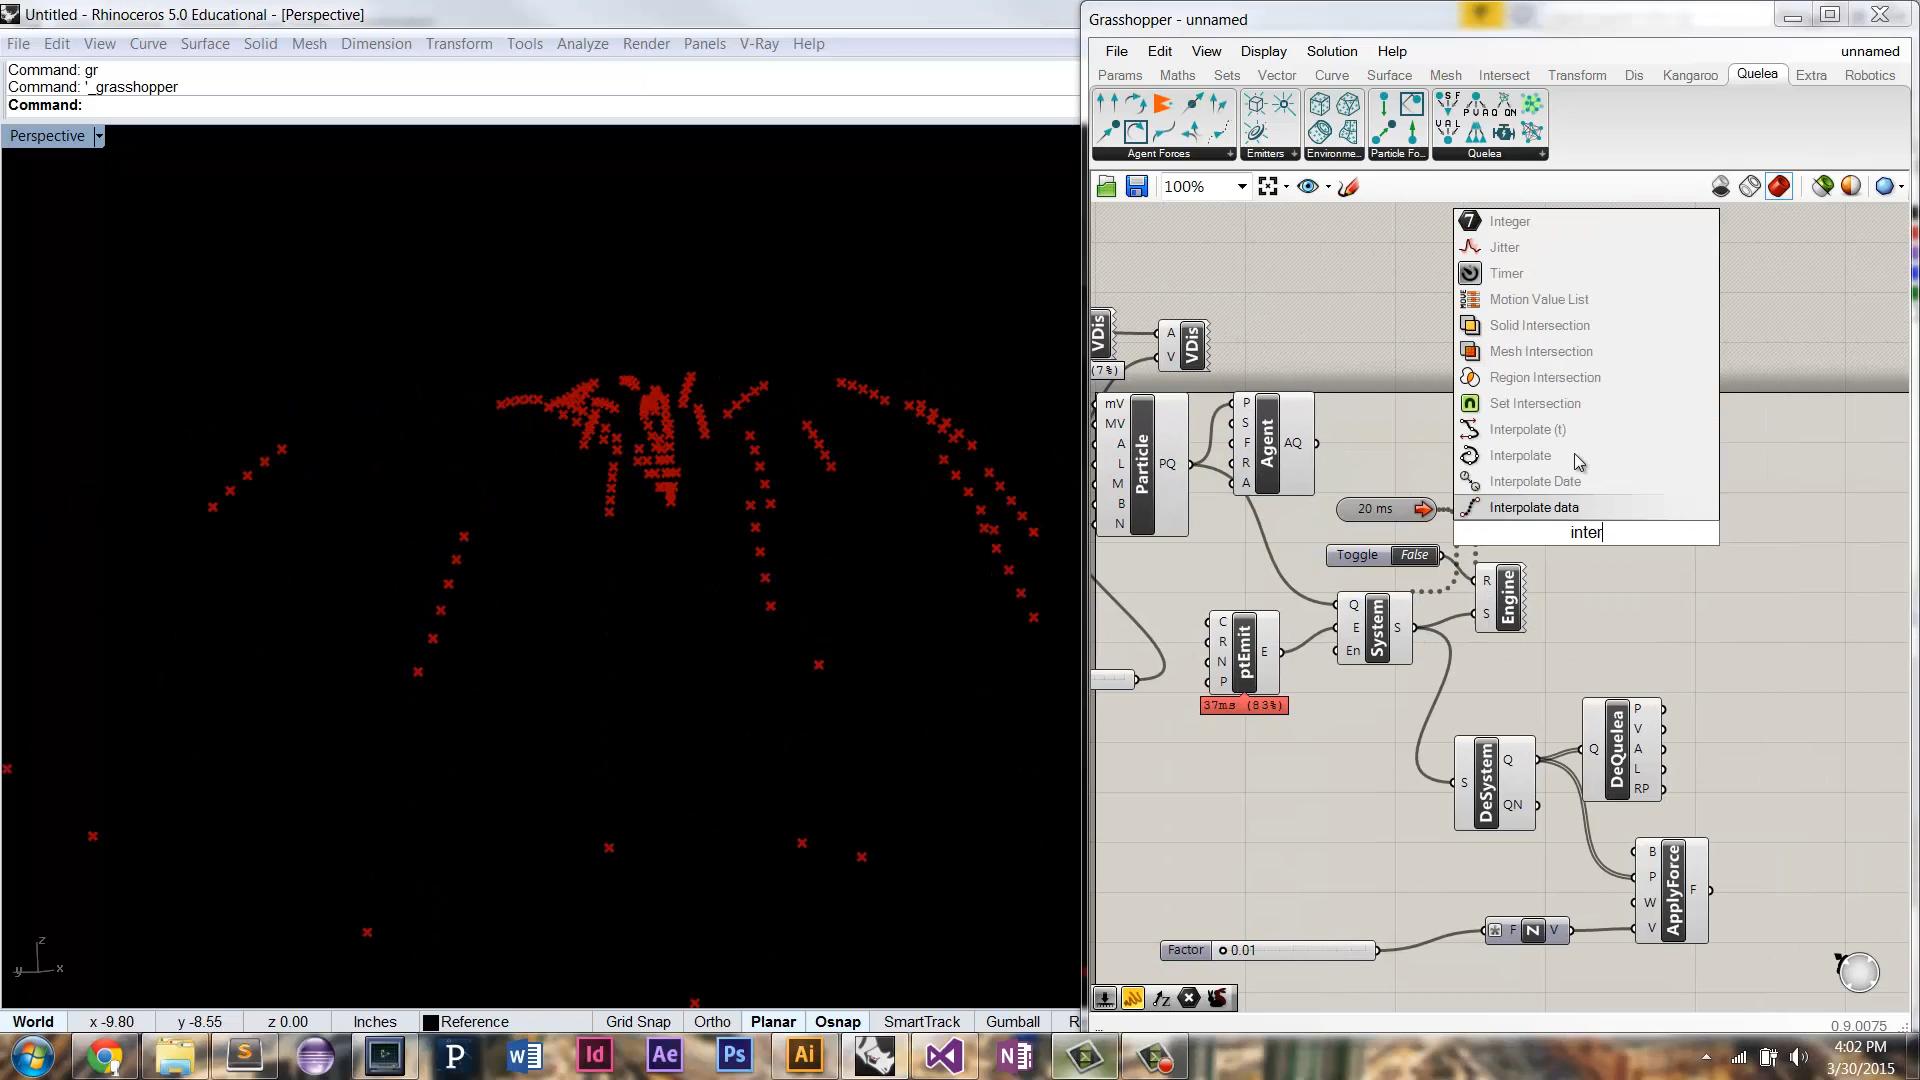 Untitled - Rhinoceros 5.0 Educational - [Perspective]
File Edit View Curve Surface Solid Mesh Dimension Transform Tools Analyze Render Panels V-Ray Help
Command: gr
Command: '_grasshopper
Command:
Perspective
z
y x
World x -9.80 y -8.55 z 0.00 Inches Reference Grid Snap Ortho Planar Osnap SmartTrack Gumball R
Grasshopper - unnamed
File Edit View Display Solution Help unnamed
Params Maths Sets Vector Curve Surface Mesh Intersect Transform Dis Kangaroo Quelea Extra Robotics
Agent Forces Emitters Environme... Particle Fo... Quelea
100%
Integer
Jitter
Timer
Motion Value List
Solid Intersection
Mesh Intersection
Region Intersection
Set Intersection
Interpolate (t)
Interpolate
Interpolate Date
Interpolate data
inter
VDis
(7%)
A
V
VDis
mV
MV
A
L
M
B
N
Particle
PQ
P
S
F
R
A
Agent
AQ
20 ms
Toggle False
R
S
Engine
C
R
N
P
ptEmit
E
37ms (83%)
Q
E
En
System
S
S
DeSystem
Q
QN
Q
DeQuelea
P
V
A
L
RP
B
P
W
V
ApplyForce
F
Factor 0.01
F Z V
0.9.0075
4:02 PM
3/30/2015